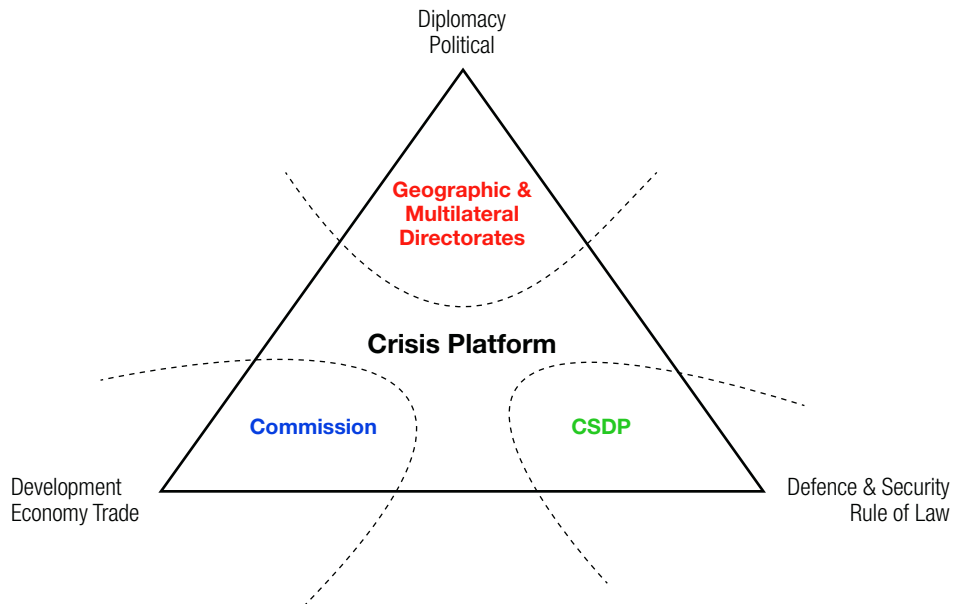 Diplomacy
Political
Geographic &
Multilateral
Directorates
Crisis Platform
Commission
CSDP
Development
Economy Trade
Defence & Security
Rule of Law